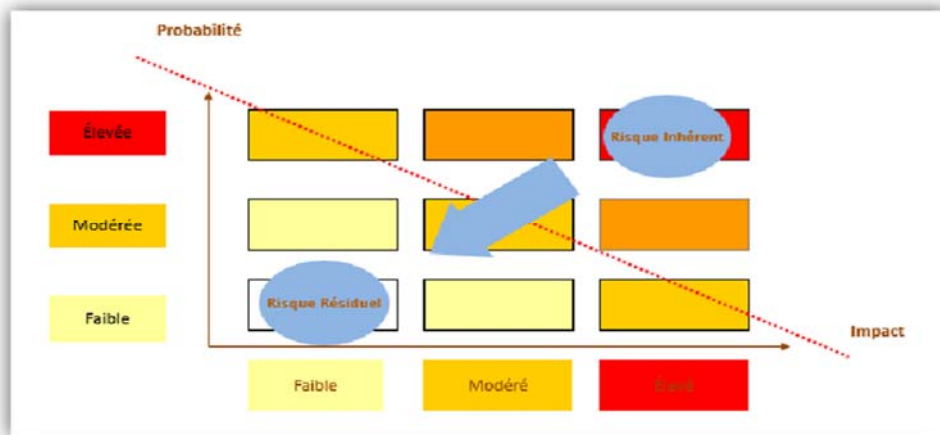 Probabilité
Élevée
Risque Inhérent
Modérée
Risque Résiduel
Faible
Impact
Faible
Modéré
Élevé